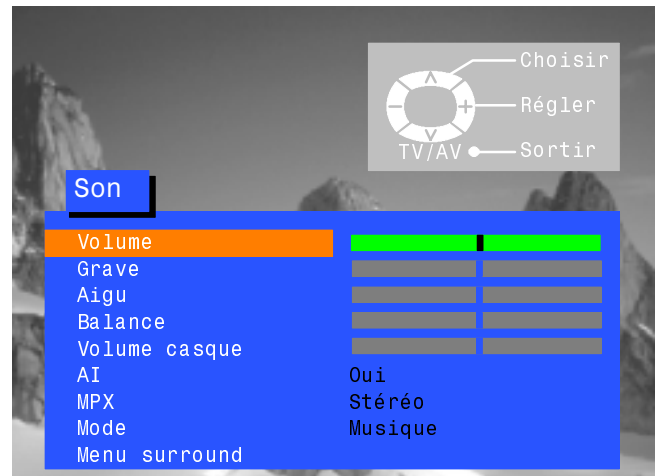 Choisir
Régler
TV/AV Sortir
Son
Volume
Grave
Aigu
Balance
Volume casque
AI Oui
MPX Stéréo
Mode Musique
Menu surround